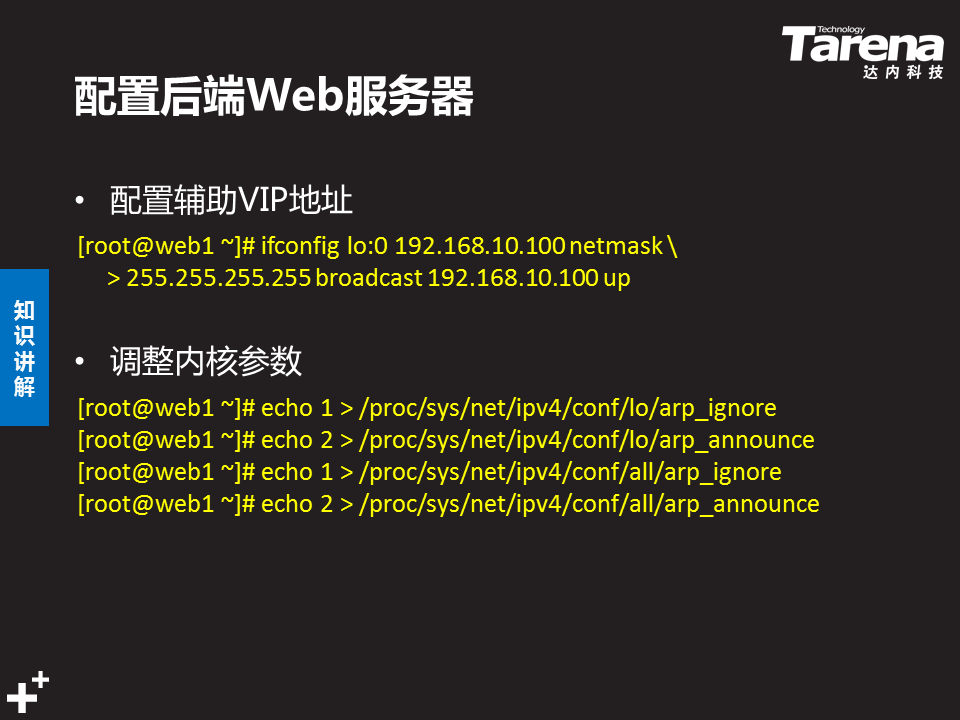 Technology
Tarena
达内科技
配置后端Web服务器
• 配置辅助VIP地址
[root@web1 ~]# ifconfig lo:0 192.168.10.100 netmask \
> 255.255.255.255 broadcast 192.168.10.100 up
知识讲解
• 调整内核参数
[root@web1 ~]# echo 1 > /proc/sys/net/ipv4/conf/lo/arp_ignore
[root@web1 ~]# echo 2 > /proc/sys/net/ipv4/conf/lo/arp_announce
[root@web1 ~]# echo 1 > /proc/sys/net/ipv4/conf/all/arp_ignore
[root@web1 ~]# echo 2 > /proc/sys/net/ipv4/conf/all/arp_announce